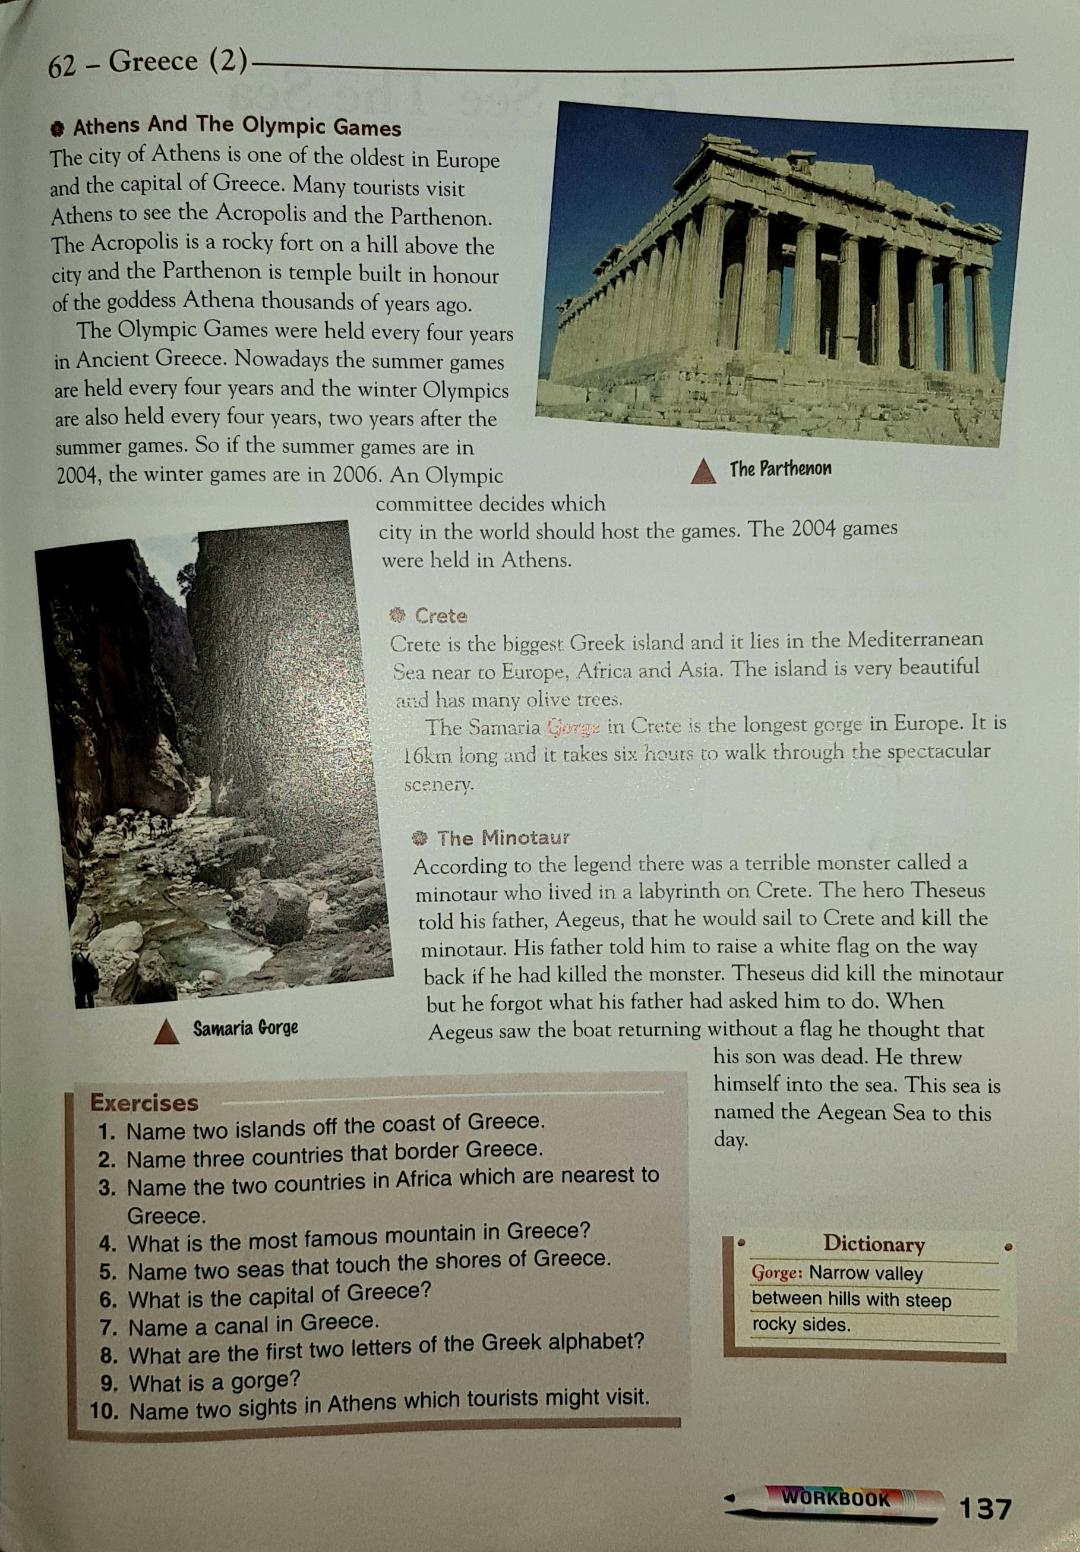 62 – Greece (2)
Athens And The Olympic Games
The city of Athens is one of the oldest in Europe
and the capital of Greece. Many tourists visit
Athens to see the Acropolis and the Parthenon.
The Acropolis is a rocky fort on a hill above the
city and the Parthenon is temple built in honour
of the goddess Athena thousands of years ago.
The Olympic Games were held every four years
in Ancient Greece. Nowadays the summer games
are held every four years and the winter Olympics
are also held every four years, two years after the
summer games. So if the summer games are in
2004, the winter games are in 2006. An Olympic
committee decides which
city in the world should host the games. The 2004 games
were held in Athens.
The Parthenon
Crete
Crete is the biggest Greek island and it lies in the Mediterranean
Sea near to Europe, Africa and Asia. The island is very beautiful
and has many olive trees.
The Samaria Gorge in Crete is the longest gorge in Europe. It is
16km long and it takes six hours to walk through the spectacular
scenery.
The Minotaur
According to the legend there was a terrible monster called a
minotaur who lived in a labyrinth on Crete. The hero Theseus
told his father, Aegeus, that he would sail to Crete and kill the
minotaur. His father told him to raise a white flag on the way
back if he had killed the monster. Theseus did kill the minotaur
but he forgot what his father had asked him to do. When
Aegeus saw the boat returning without a flag he thought that
his son was dead. He threw
himself into the sea. This sea is
named the Aegean Sea to this
day.
Samaria Gorge
Exercises
1. Name two islands off the coast of Greece.
2. Name three countries that border Greece.
3. Name the two countries in Africa which are nearest to
Greece.
4. What is the most famous mountain in Greece?
5. Name two seas that touch the shores of Greece.
6. What is the capital of Greece?
7. Name a canal in Greece.
8. What are the first two letters of the Greek alphabet?
9. What is a gorge?
10. Name two sights in Athens which tourists might visit.
Dictionary
Gorge: Narrow valley
between hills with steep
rocky sides.
WORKBOOK
137